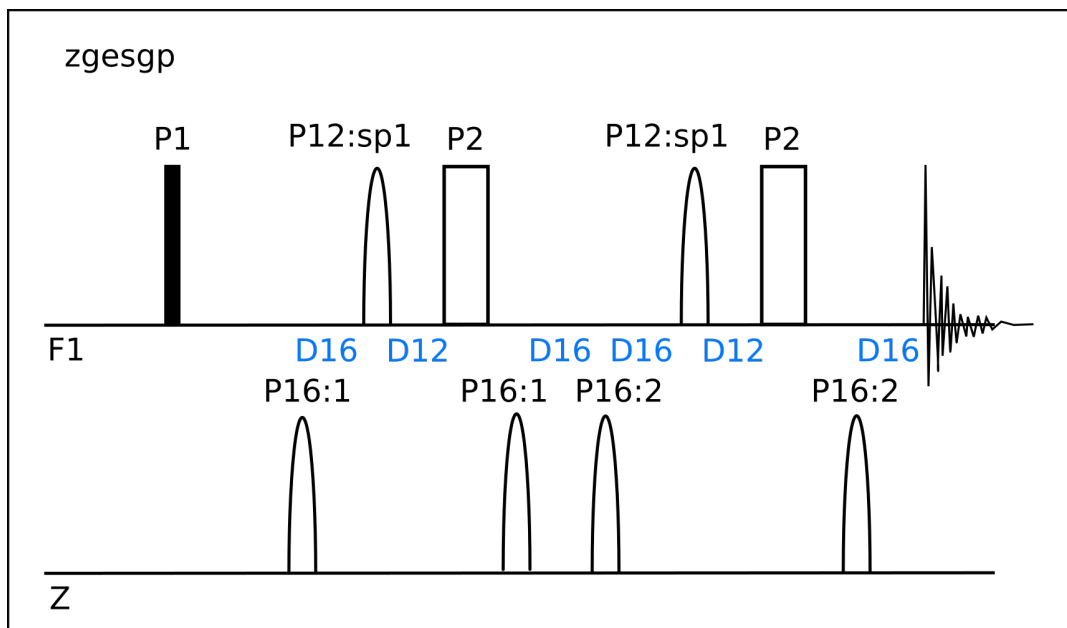 zgesgp
P1 P12:sp1 P2 P12:sp1 P2
F1 D16 D12 D16 D16 D12 D16
P16:1 P16:1 P16:2 P16:2
Z